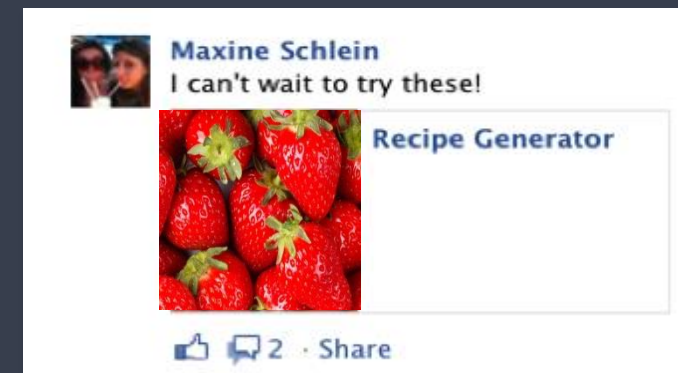 Maxine Schlein
I can't wait to try these!
Recipe Generator
2 · Share